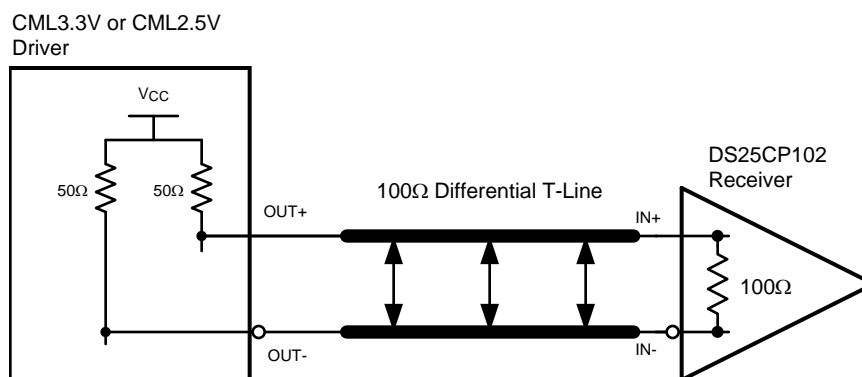 CML3.3V or CML2.5V
Driver
VCC
50Ω
50Ω
OUT+
OUT-
100Ω Differential T-Line
IN+
IN-
DS25CP102
Receiver
100Ω